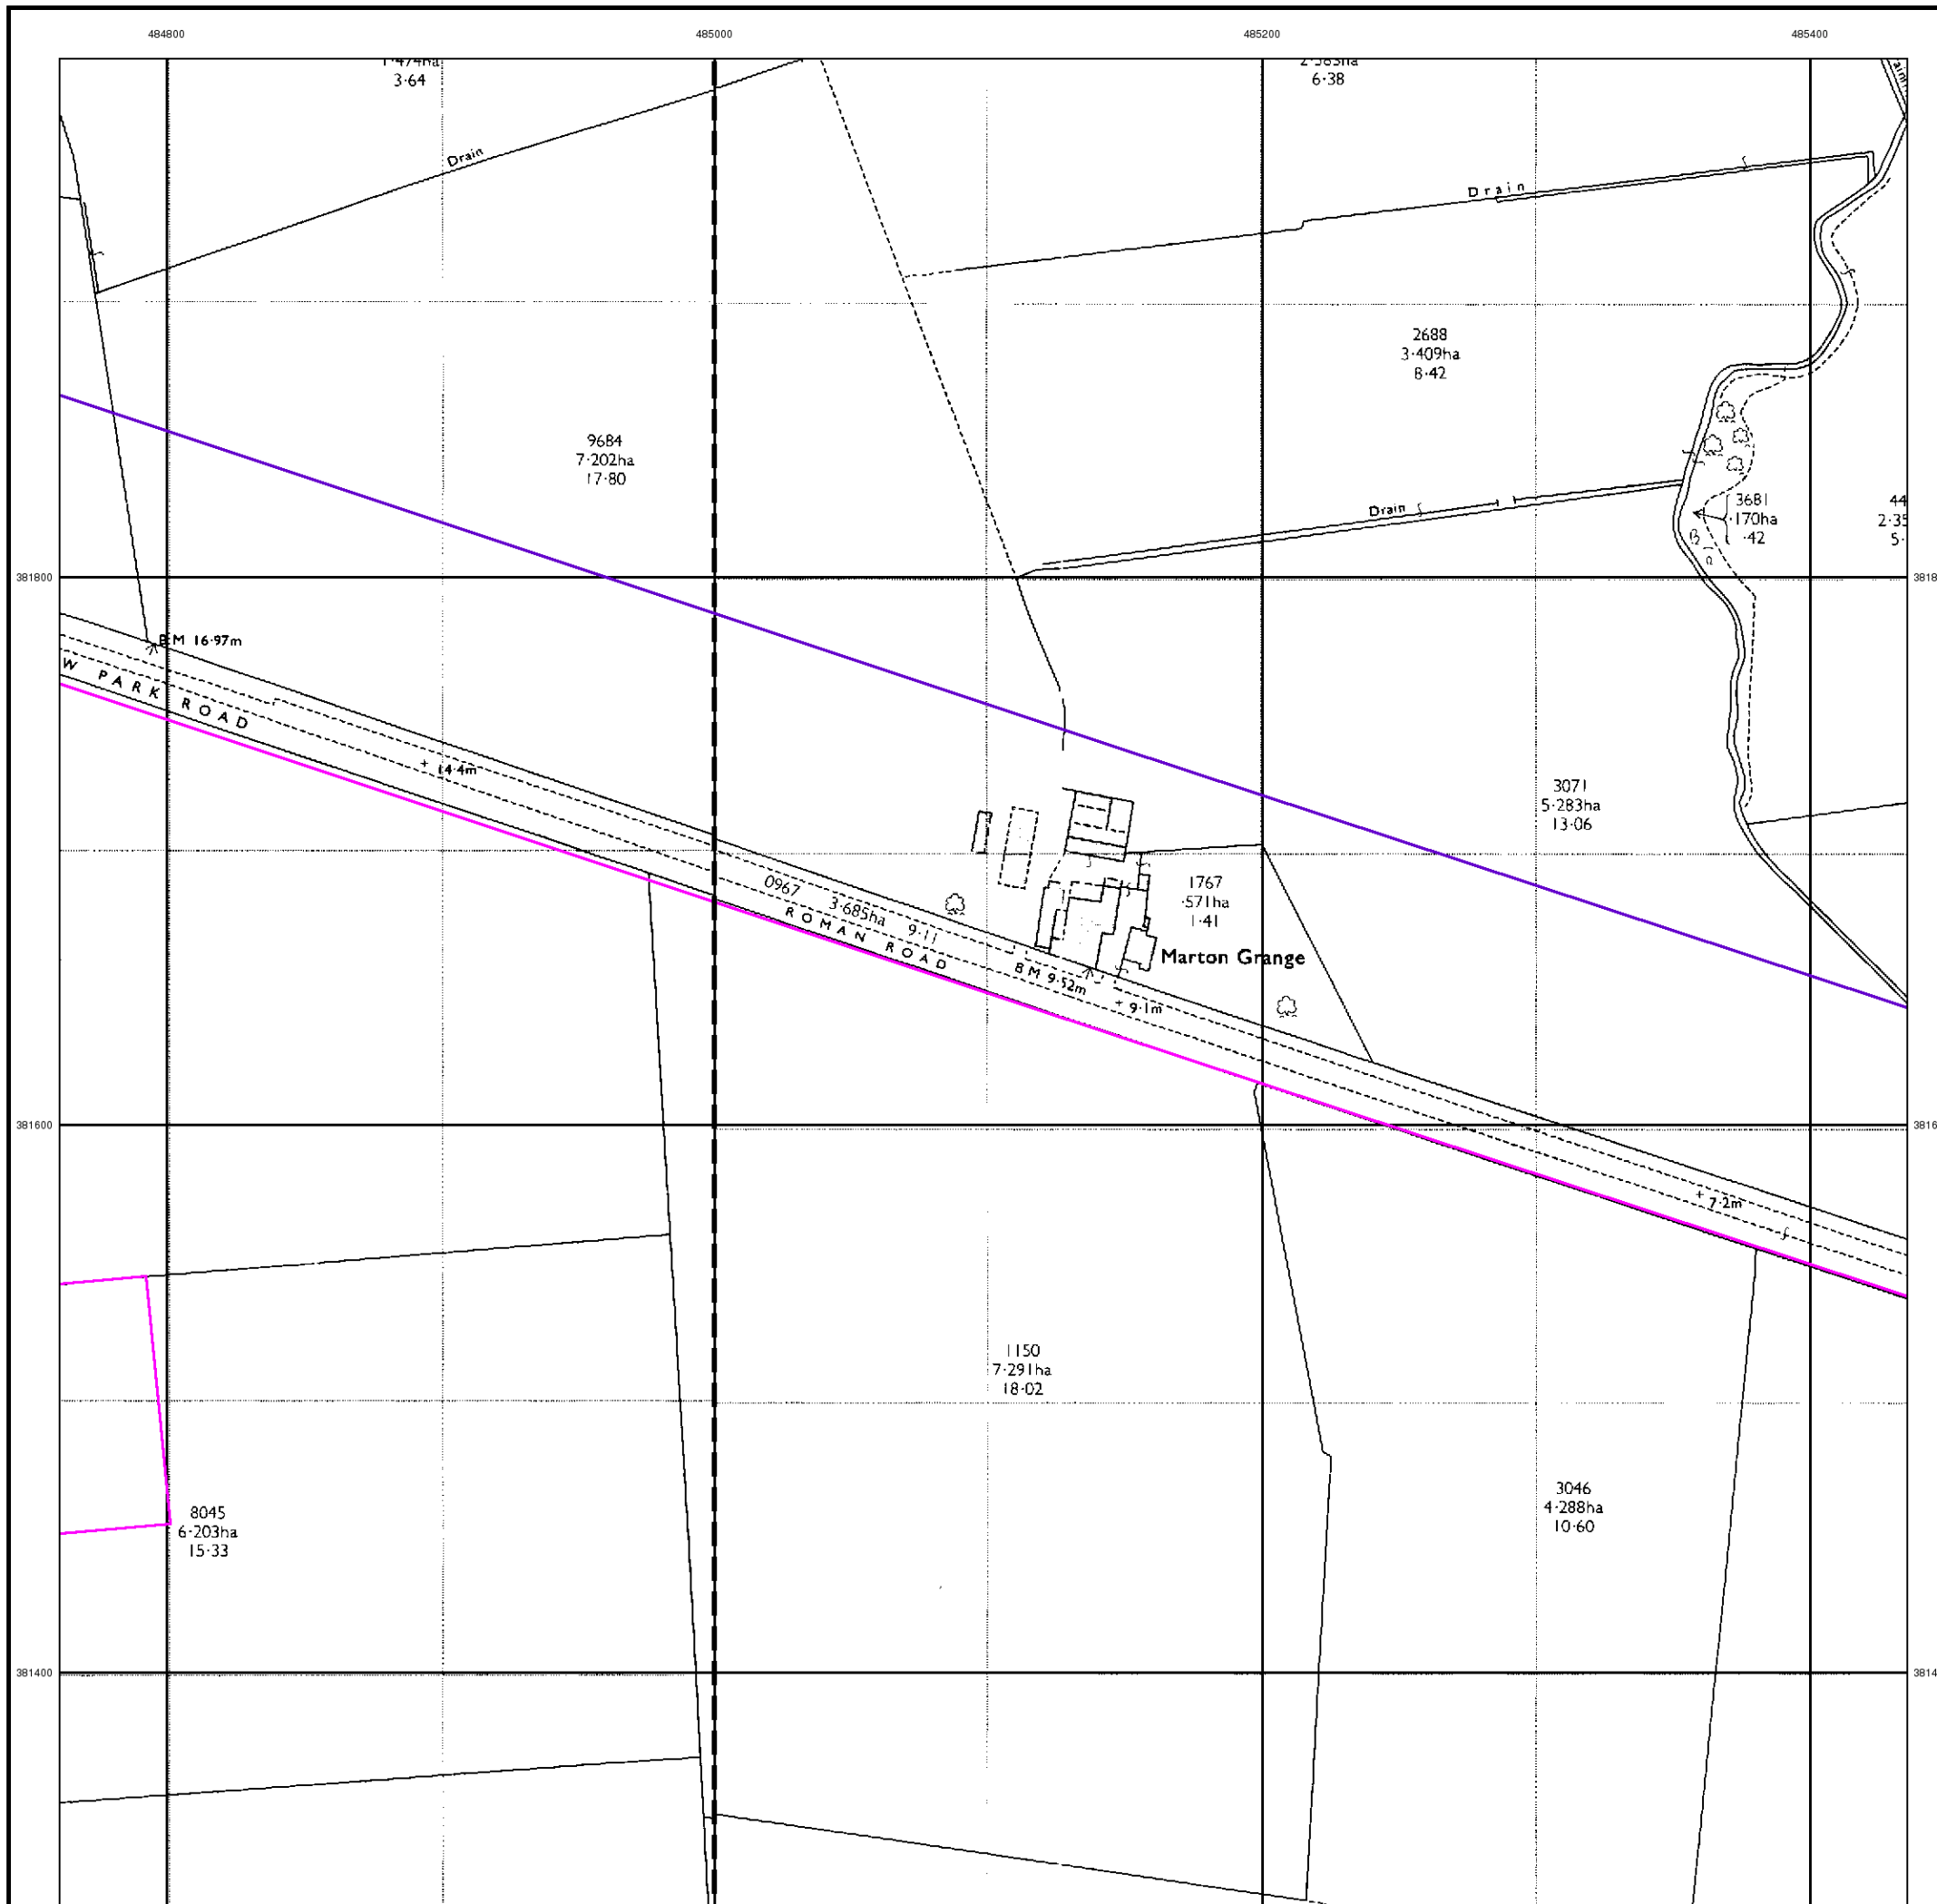 484800
485000
485200
485400
3·64
6·38
Drain
Drain
2688
3·409ha
8·42
9684
7·202ha
17·80
Drain
3681
·170ha
·42
381800
BM 16·97m
W PARK ROAD
+ 14·4m
3071
5·283ha
13·06
0967 3·685ha 9·11
ROMAN ROAD
1767
·571ha
1·41
Marton Grange
BM 9·52m
+ 9·1m
381600
+ 7·2m
1150
7·291ha
18·02
8045
6·203ha
15·33
3046
4·288ha
10·60
381400